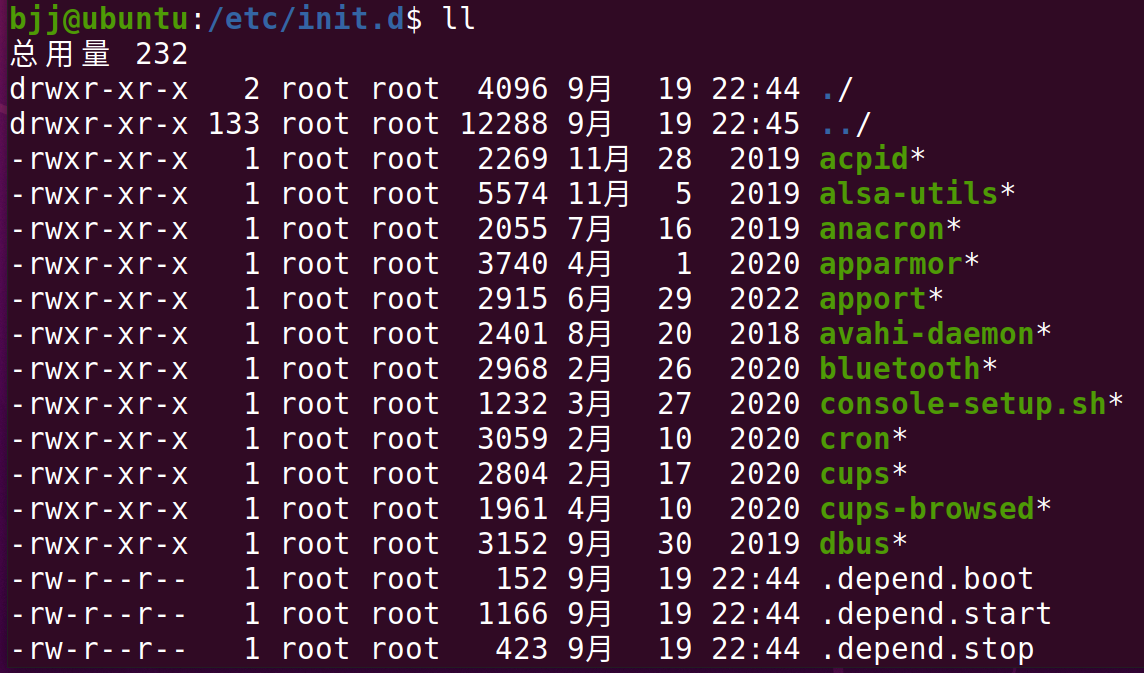 bjj@ubuntu:/etc/init.d$ ll
总用量 232
drwxr-xr-x   2 root root  4096 9月   19 22:44 ./
drwxr-xr-x 133 root root 12288 9月   19 22:45 ../
-rwxr-xr-x   1 root root  2269 11月  28  2019 acpid*
-rwxr-xr-x   1 root root  5574 11月   5  2019 alsa-utils*
-rwxr-xr-x   1 root root  2055 7月   16  2019 anacron*
-rwxr-xr-x   1 root root  3740 4月    1  2020 apparmor*
-rwxr-xr-x   1 root root  2915 6月   29  2022 apport*
-rwxr-xr-x   1 root root  2401 8月   20  2018 avahi-daemon*
-rwxr-xr-x   1 root root  2968 2月   26  2020 bluetooth*
-rwxr-xr-x   1 root root  1232 3月   27  2020 console-setup.sh*
-rwxr-xr-x   1 root root  3059 2月   10  2020 cron*
-rwxr-xr-x   1 root root  2804 2月   17  2020 cups*
-rwxr-xr-x   1 root root  1961 4月   10  2020 cups-browsed*
-rwxr-xr-x   1 root root  3152 9月   30  2019 dbus*
-rw-r--r--   1 root root   152 9月   19 22:44 .depend.boot
-rw-r--r--   1 root root  1166 9月   19 22:44 .depend.start
-rw-r--r--   1 root root   423 9月   19 22:44 .depend.stop